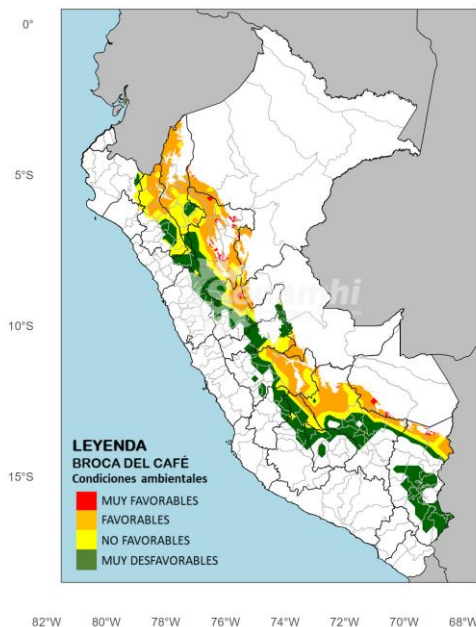 0°
5°S
10°S
15°S
Senamhi
LEYENDA
BROCA DEL CAFÉ
Condiciones ambientales
MUY FAVORABLES
FAVORABLES
NO FAVORABLES
MUY DESFAVORABLES
82°W 80°W 78°W 76°W 74°W 72°W 70°W 68°W